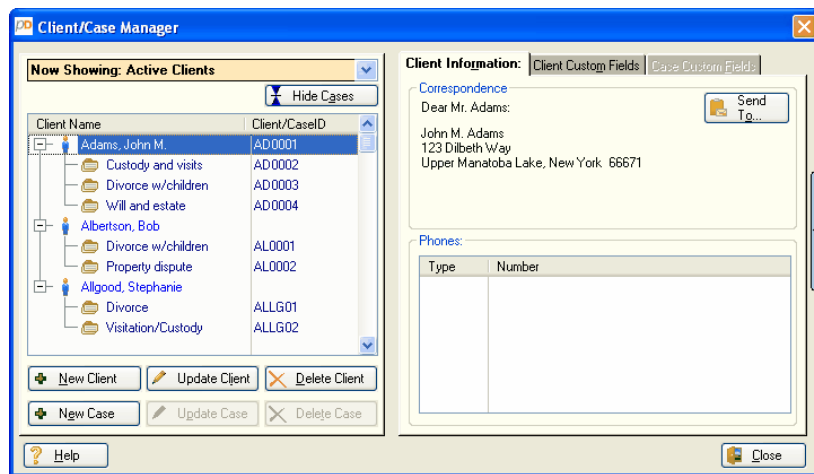 PD Client/Case Manager
Now Showing: Active Clients
Hide Cases
Client Name Client/CaseID
Adams, John M. AD0001
Custody and visits AD0002
Divorce w/children AD0003
Will and estate AD0004
Albertson, Bob
Divorce w/children AL0001
Property dispute AL0002
Allgood, Stephanie
Divorce ALLG01
Visitation/Custody ALLG02
New Client Update Client Delete Client
New Case Update Case Delete Case
Client Information: Client Custom Fields Case Custom Fields
Correspondence
Dear Mr. Adams:
Send
To...
John M. Adams
123 Dilbeth Way
Upper Manatoba Lake, New York 66671
Phones:
Type Number
? Help Close